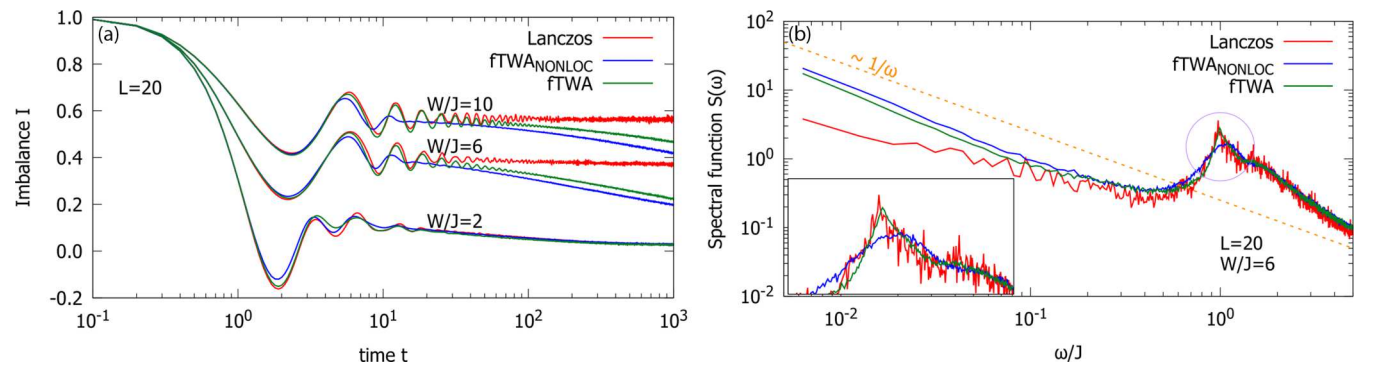 (a)
Imbalance I
1.0
0.8
0.6
0.4
0.2
0.0
-0.2
L=20
Lanczos
fTWA_NONLOC
fTWA
W/J=10
W/J=6
W/J=2
10^-1
10^0
10^1
10^2
10^3
time t
(b)
Spectral function S(ω)
10^2
10^1
10^0
10^-1
10^-2
~ 1/ω
Lanczos
fTWA_NONLOC
fTWA
L=20
W/J=6
10^-2
10^-1
10^0
ω/J